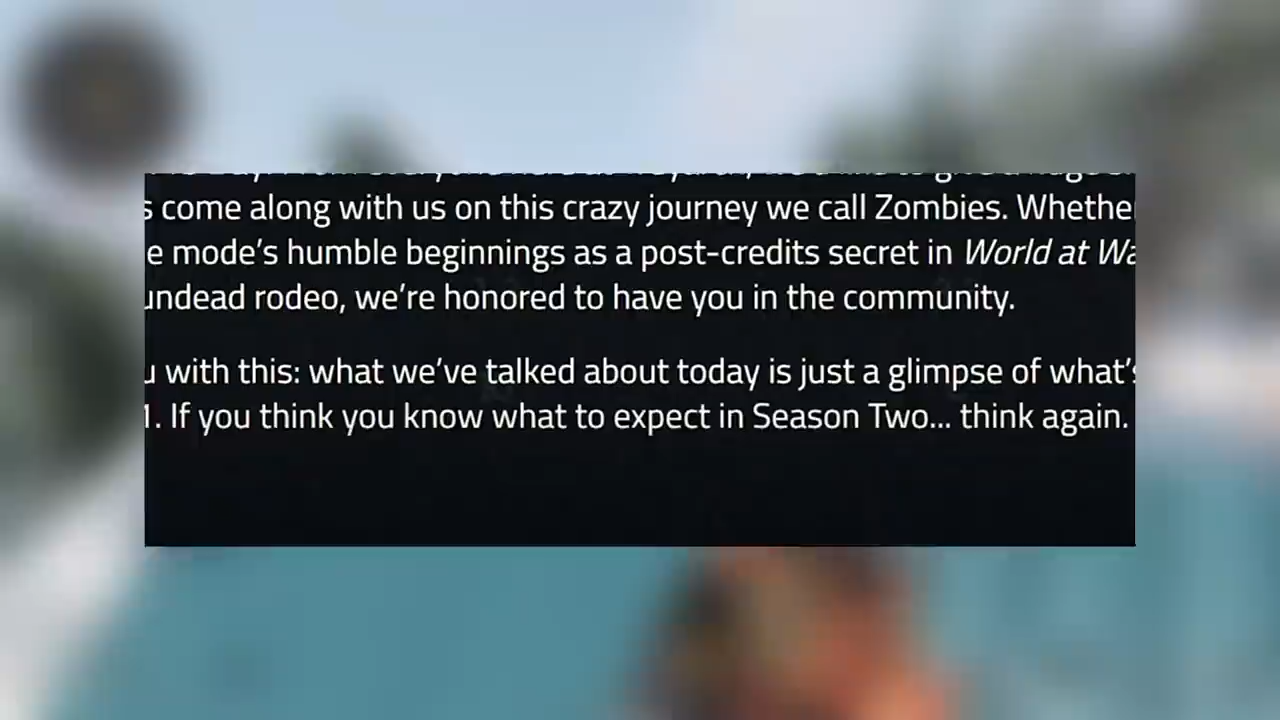 come along with us on this crazy journey we call Zombies. Whether
mode's humble beginnings as a post-credits secret in World at Wa
undead rodeo, we're honored to have you in the community.
with this: what we've talked about today is just a glimpse of what's
1. If you think you know what to expect in Season Two... think again.